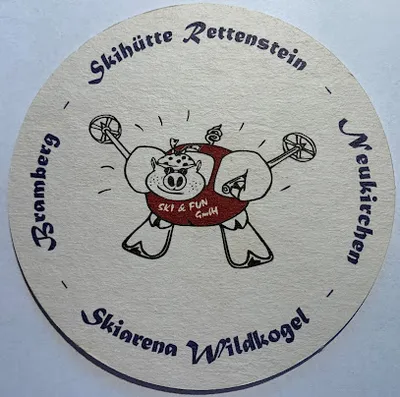 Skihütte Rettenstein
Neukirchen
Skiarena Wildkogel
Bramberg
SKI & FUN
GmbH